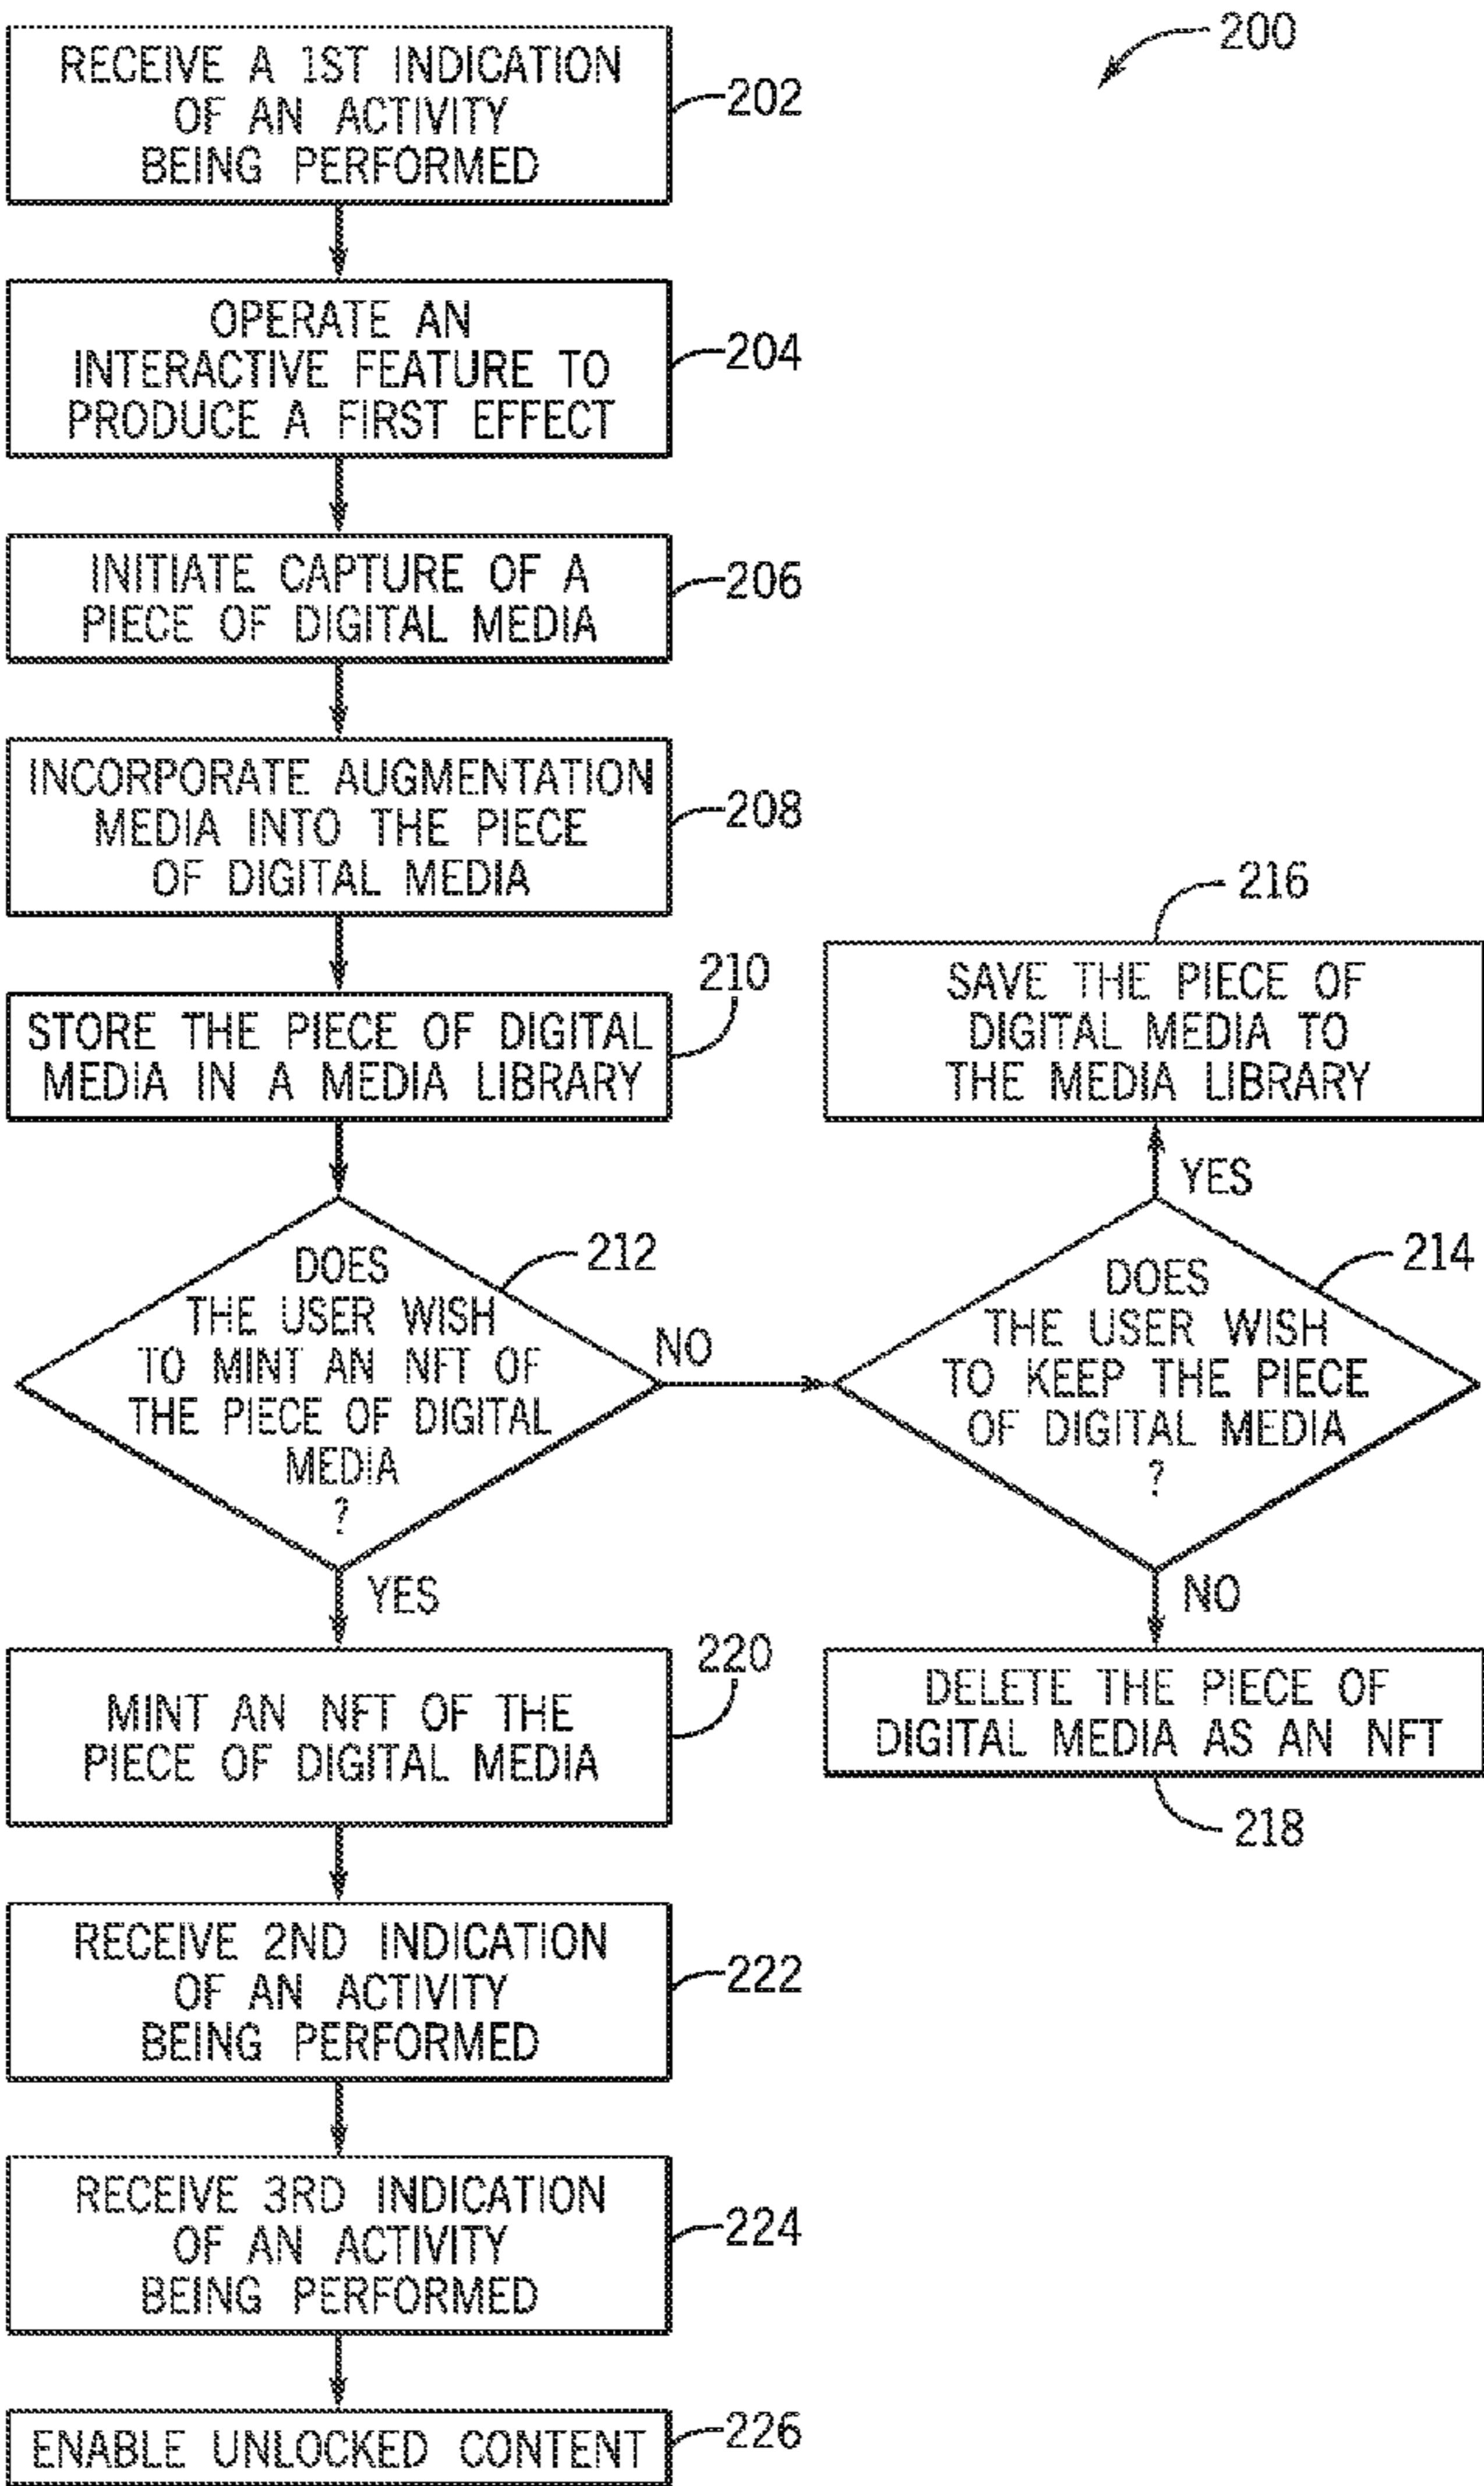 200
RECEIVE A 1ST INDICATION
OF AN ACTIVITY
BEING PERFORMED
202
OPERATE AN
INTERACTIVE FEATURE TO
PRODUCE A FIRST EFFECT
204
INITIATE CAPTURE OF A
PIECE OF DIGITAL MEDIA
206
INCORPORATE AUGMENTATION
MEDIA INTO THE PIECE
OF DIGITAL MEDIA
208
STORE THE PIECE OF DIGITAL
MEDIA IN A MEDIA LIBRARY
210
DOES
THE USER WISH
TO MINT AN NFT OF
THE PIECE OF DIGITAL
MEDIA
?
212
NO
YES
DOES
THE USER WISH
TO KEEP THE PIECE
OF DIGITAL MEDIA
?
214
YES
216
SAVE THE PIECE OF
DIGITAL MEDIA TO
THE MEDIA LIBRARY
NO
DELETE THE PIECE OF
DIGITAL MEDIA AS AN NFT
218
MINT AN NFT OF THE
PIECE OF DIGITAL MEDIA
220
RECEIVE 2ND INDICATION
OF AN ACTIVITY
BEING PERFORMED
222
RECEIVE 3RD INDICATION
OF AN ACTIVITY
BEING PERFORMED
224
ENABLE UNLOCKED CONTENT
226